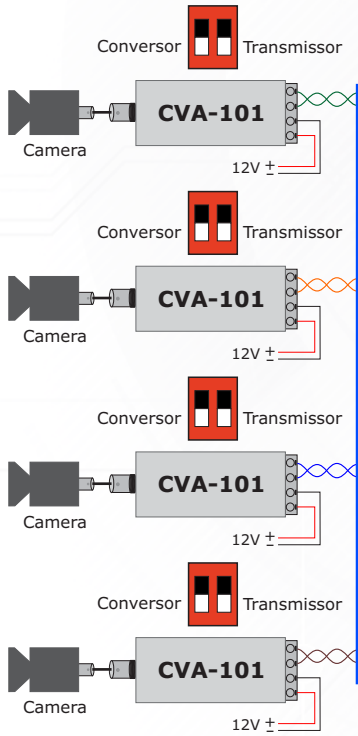 Conversor Transmissor
CVA-101
Camera
12V ±
Conversor Transmissor
CVA-101
Camera
12V ±
Conversor Transmissor
CVA-101
Camera
12V ±
Conversor Transmissor
CVA-101
Camera
12V ±